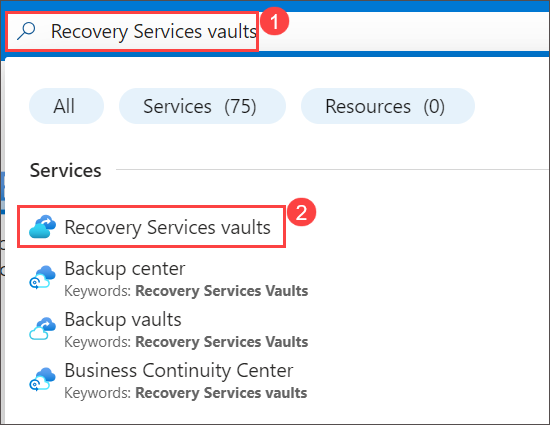 Recovery Services vaults
1
All
Services (75)
Resources (0)
Services
2
Recovery Services vaults
Backup center
Keywords: Recovery Services Vaults
Backup vaults
Keywords: Recovery Services Vaults
Business Continuity Center
Keywords: Recovery Services vaults